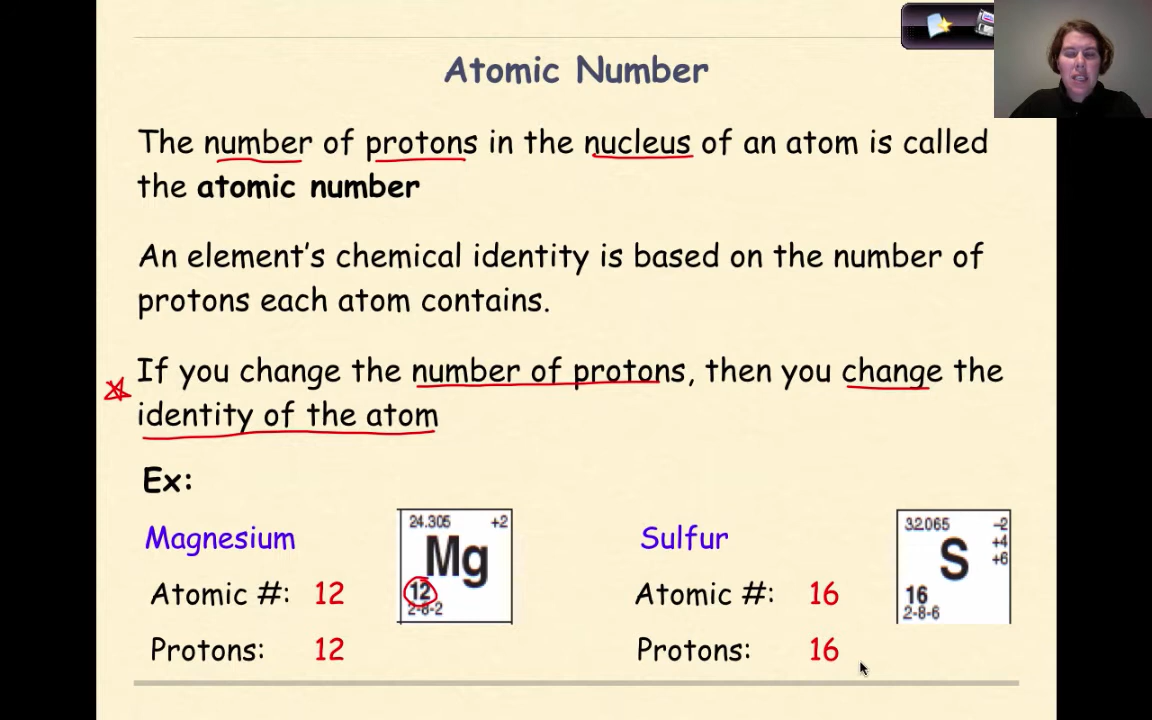 Atomic Number
The number of protons in the nucleus of an atom is called
the atomic number
An element's chemical identity is based on the number of
protons each atom contains.
If you change the number of protons, then you change the
identity of the atom
Ex:
Magnesium
Atomic #: 12
Protons: 12
24.305 +2
Mg
12
2-8-2
Sulfur
Atomic #: 16
Protons: 16
32.065 -2
+4
+6
S
16
2-8-6